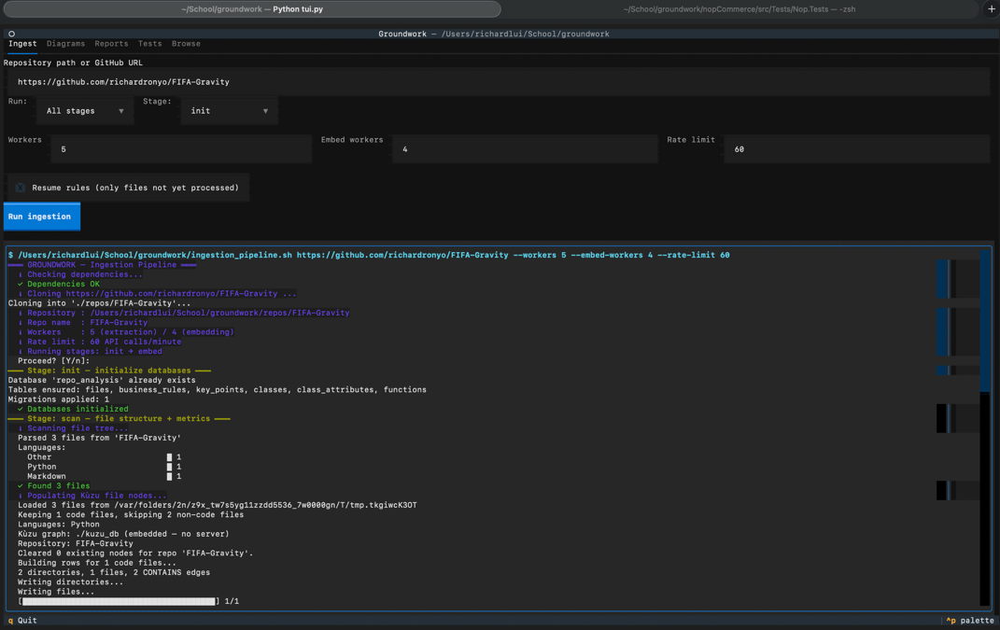 ~/School/groundwork — Python tui.py
~/School/groundwork/nopCommerce/src/Tests/Nop.Tests — -zsh
+
Groundwork — /Users/richardlui/School/groundwork
Ingest Diagrams Reports Tests Browse
Repository path or GitHub URL
https://github.com/richardronyo/FIFA-Gravity
Run: All stages ▼ Stage: init ▼
Workers 5 Embed workers 4 Rate limit 60
X Resume rules (only files not yet processed)
Run ingestion
$ /Users/richardlui/School/groundwork/ingestion_pipeline.sh https://github.com/richardronyo/FIFA-Gravity --workers 5 --embed-workers 4 --rate-limit 60
═══ GROUNDWORK — Ingestion Pipeline ═══
ℹ Checking dependencies...
✓ Dependencies OK
ℹ Cloning https://github.com/richardronyo/FIFA-Gravity ...
Cloning into './repos/FIFA-Gravity'...
ℹ Repository : /Users/richardlui/School/groundwork/repos/FIFA-Gravity
ℹ Repo name  : FIFA-Gravity
ℹ Workers    : 5 (extraction) / 4 (embedding)
ℹ Rate limit : 60 API calls/minute
ℹ Running stages: init → embed
Proceed? [Y/n]:
═══ Stage: init — initialize databases ═══
Database 'repo_analysis' already exists
Tables ensured: files, business_rules, key_points, classes, class_attributes, functions
Migrations applied: 1
✓ Databases initialized
═══ Stage: scan — file structure + metrics ═══
ℹ Scanning file tree...
Parsed 3 files from 'FIFA-Gravity'
Languages:
Other █ 1
Python █ 1
Markdown █ 1
✓ Found 3 files
ℹ Populating Kùzu file nodes...
Loaded 3 files from /var/folders/2n/z9x_tw7s5yg11zzdd5536_7w0000gn/T/tmp.tkgiwcK3OT
Keeping 1 code files, skipping 2 non-code files
Languages: Python
Kùzu graph: ./kuzu_db (embedded — no server)
Repository: FIFA-Gravity
Cleared 0 existing nodes for repo 'FIFA-Gravity'.
Building rows for 1 code files...
2 directories, 1 files, 2 CONTAINS edges
Writing directories...
Writing files...
[████████████████████████████████████████] 1/1
q Quit
^p palette